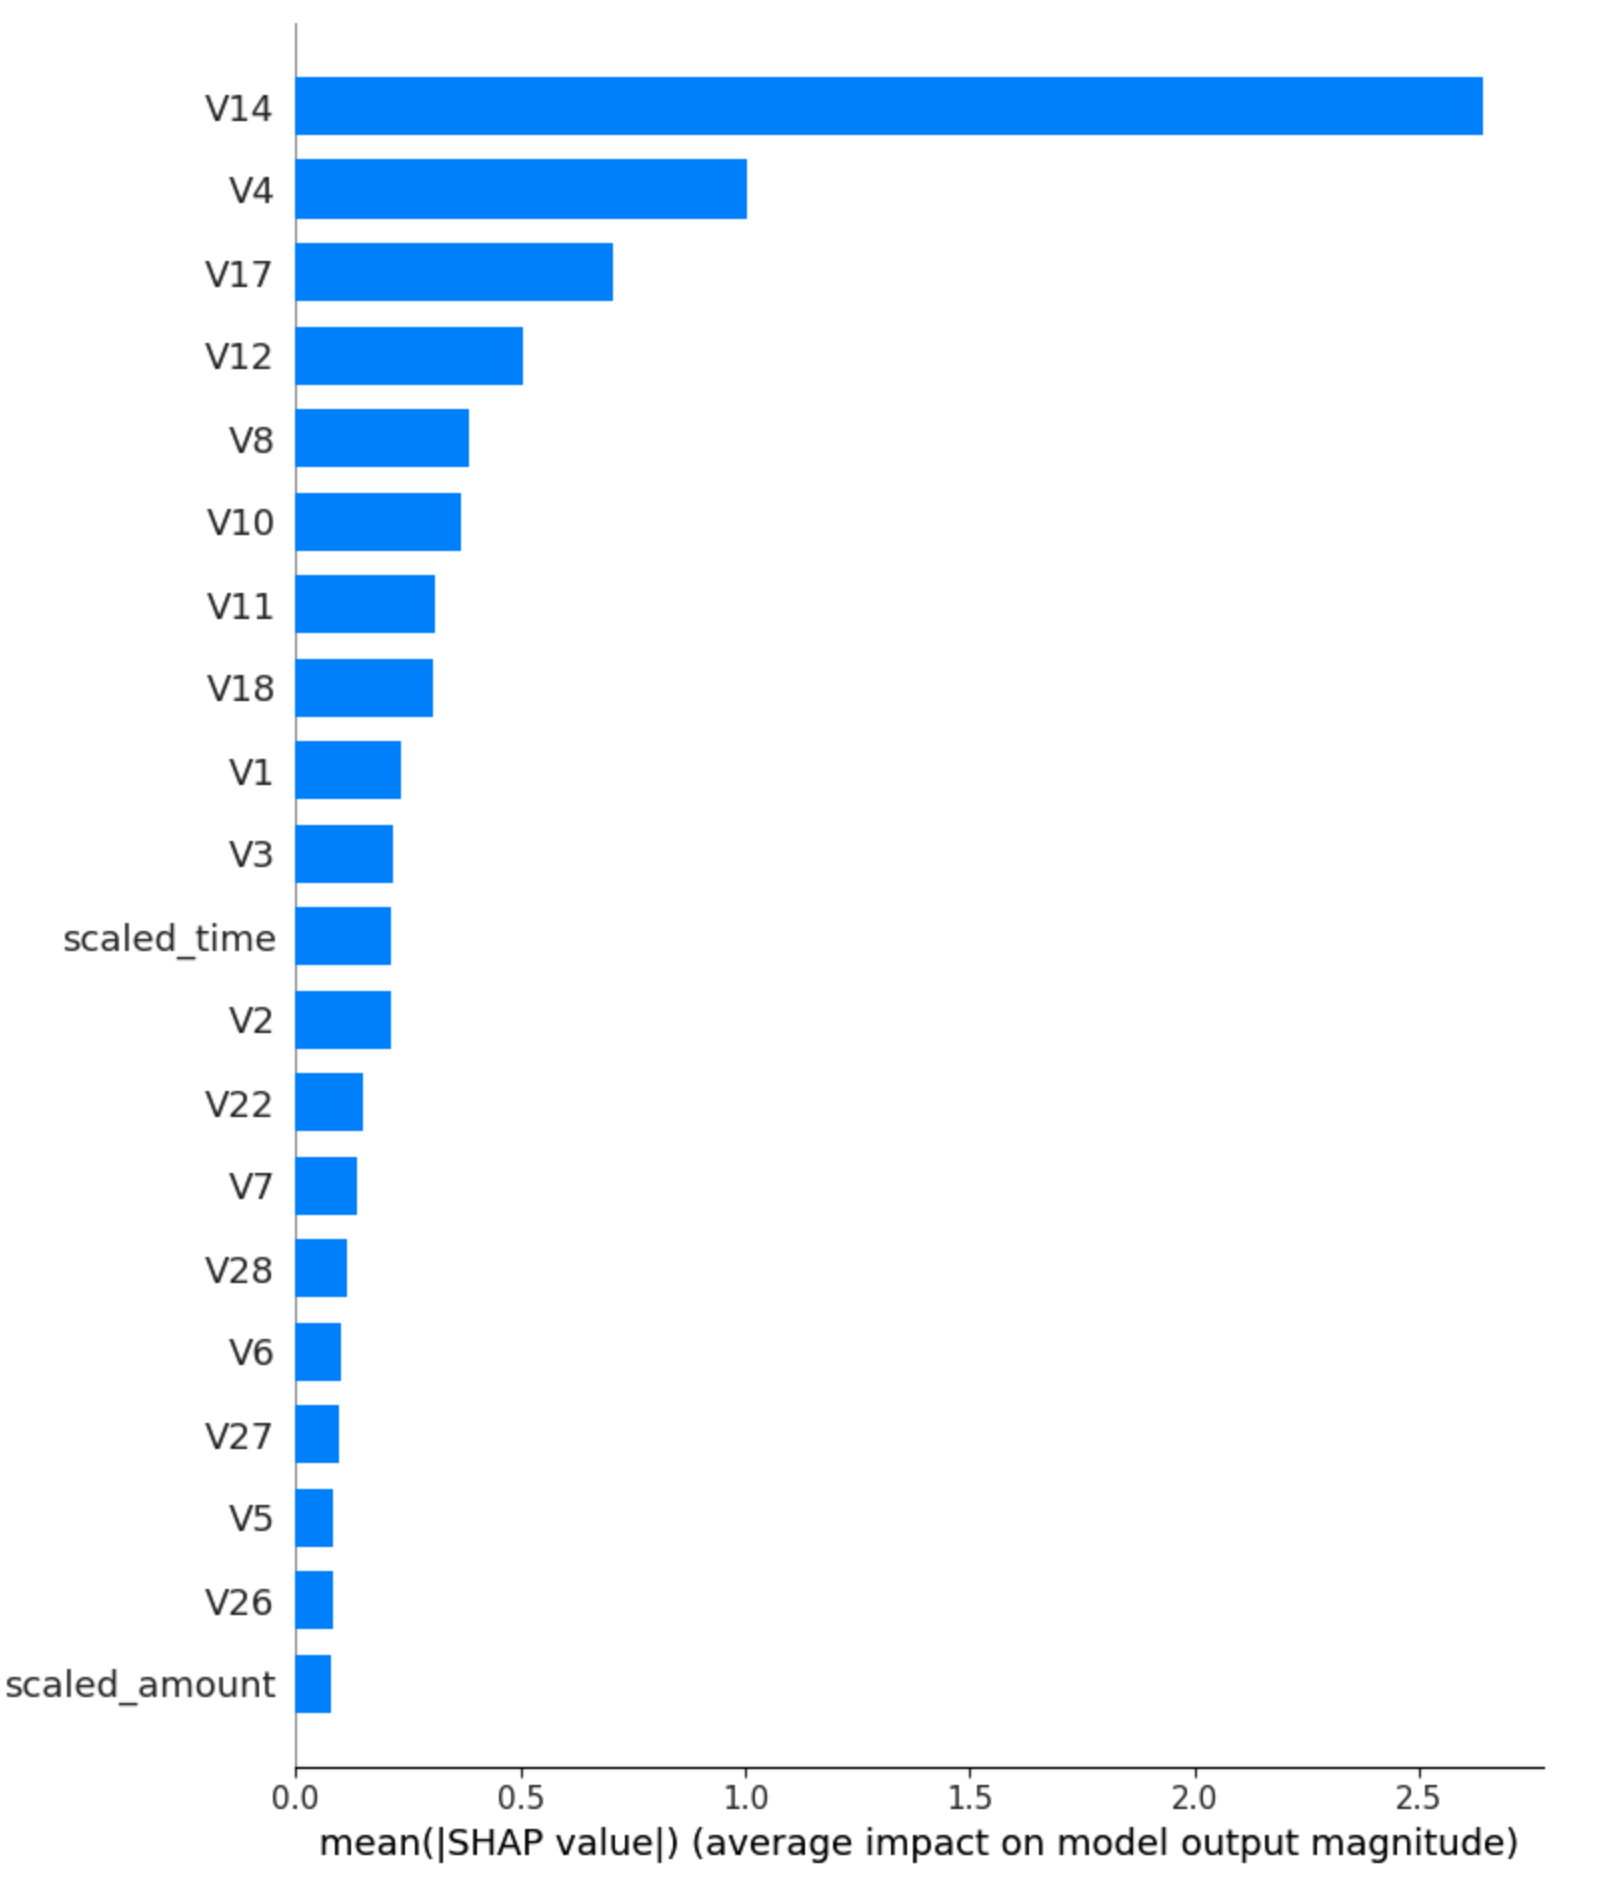 V14
V4
V17
V12
V8
V10
V11
V18
V1
V3
scaled_time
V2
V22
V7
V28
V6
V27
V5
V26
scaled_amount
0.0 0.5 1.0 1.5 2.0 2.5
mean(|SHAP value|) (average impact on model output magnitude)